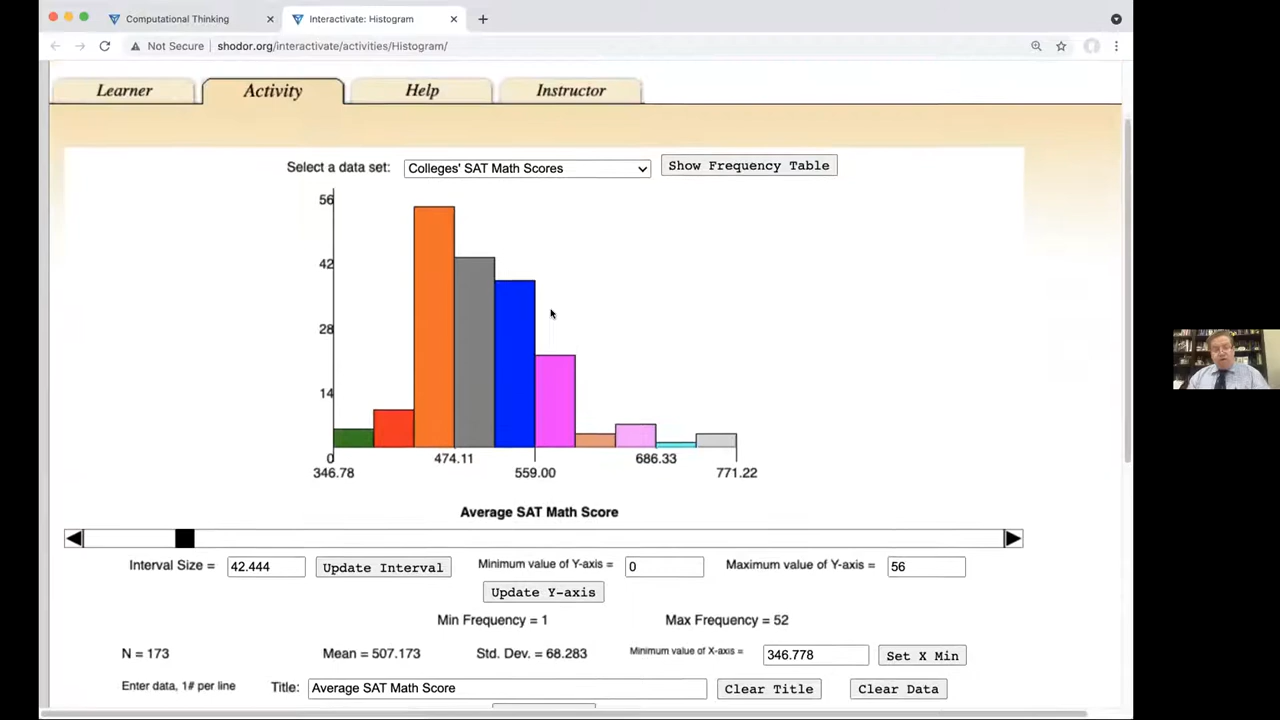 Computational Thinking
Interactivate: Histogram
Not Secure shodor.org/interactivate/activities/Histogram/
Learner
Activity
Help
Instructor
Select a data set:
Colleges' SAT Math Scores
Show Frequency Table
56
42
28
14
0
474.11
686.33
346.78
559.00
771.22
Average SAT Math Score
Interval Size =
42.444
Update Interval
Minimum value of Y-axis =
0
Maximum value of Y-axis =
56
Update Y-axis
Min Frequency = 1
Max Frequency = 52
N = 173
Mean = 507.173
Std. Dev. = 68.283
Minimum value of X-axis =
346.778
Set X Min
Enter data, 1# per line
Title:
Average SAT Math Score
Clear Title
Clear Data